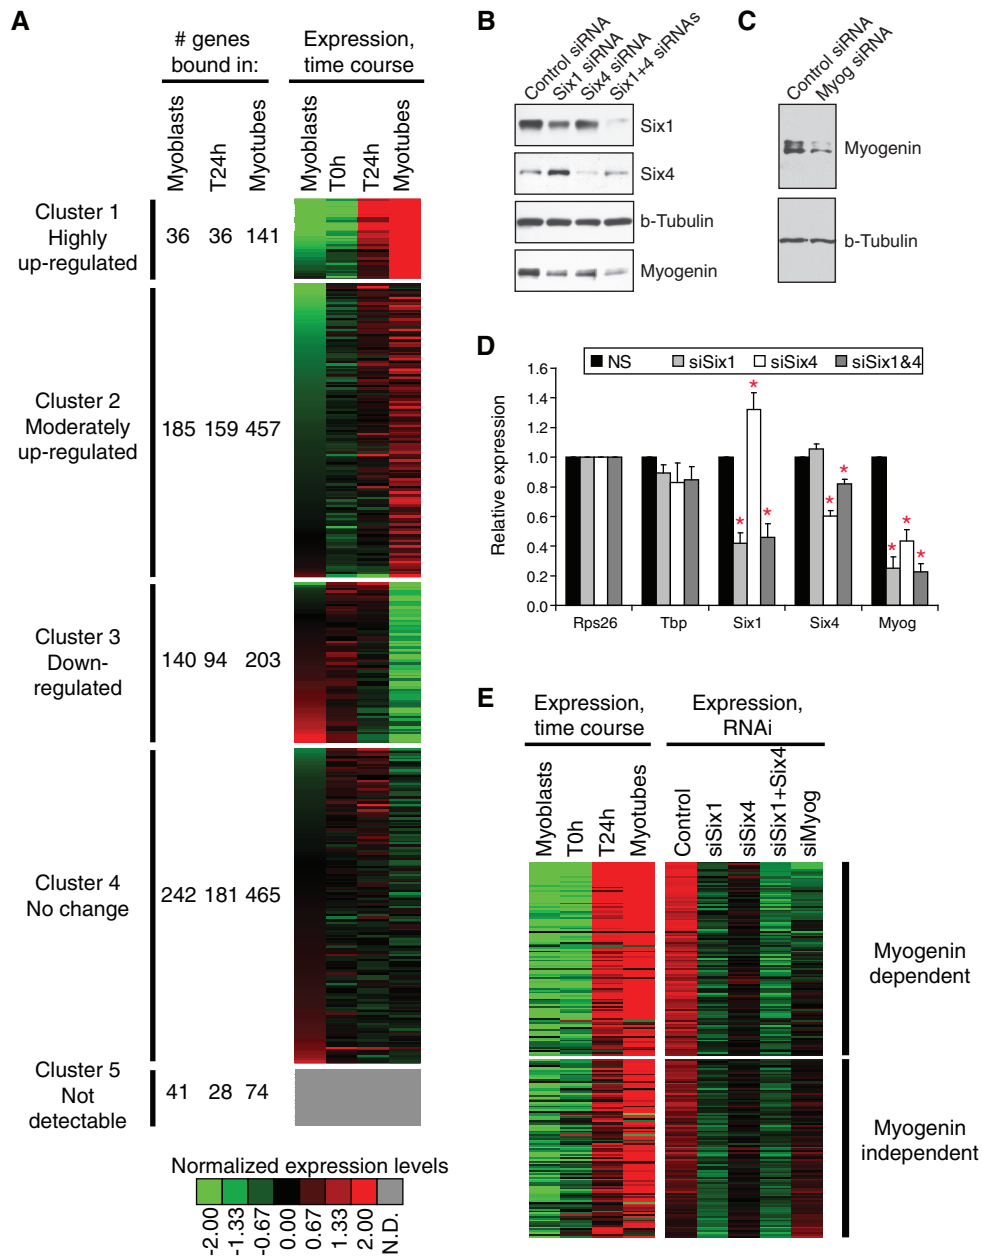 A
# genes
bound in:
Expression,
time course
Myoblasts
T24h
Myotubes
Myoblasts
T0h
T24h
Myotubes
Cluster 1
Highly
up-regulated
36 36 141
Cluster 2
Moderately
up-regulated
185 159 457
Cluster 3
Down-
regulated
140 94 203
Cluster 4
No change
242 181 465
Cluster 5
Not
detectable
41 28 74
Normalized expression levels
-2.00
-1.33
-0.67
0.00
0.67
1.33
2.00
N.D.
B
Control siRNA
Six1 siRNA
Six4 siRNA
Six1+4 siRNAs
Six1
Six4
b-Tubulin
Myogenin
C
Control siRNA
Myog siRNA
Myogenin
b-Tubulin
D
NS siSix1 siSix4 siSix1&4
Relative expression
1.6
1.4
1.2
1.0
0.8
0.6
0.4
0.2
0.0
* * * * * * * *
Rps26 Tbp Six1 Six4 Myog
E
Expression,
time course
Expression,
RNAi
Myoblasts
T0h
T24h
Myotubes
Control
siSix1
siSix4
siSix1+Six4
siMyog
Myogenin
dependent
Myogenin
independent